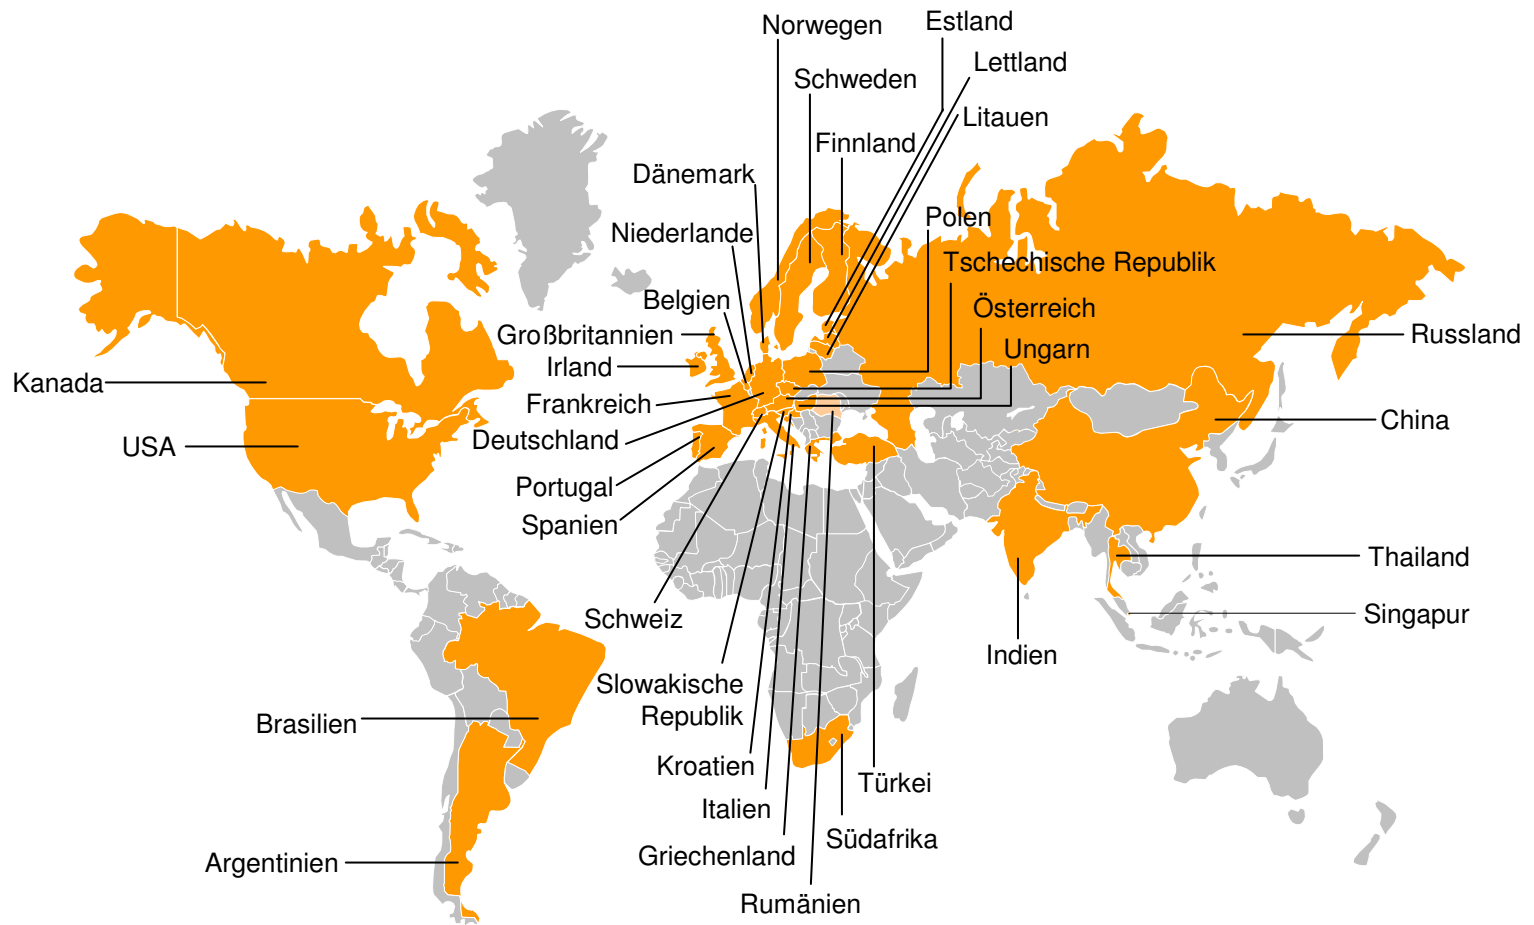 Estland
Norwegen
Lettland
Schweden
Litauen
Finnland
Dänemark
Polen
Niederlande
Tschechische Republik
Belgien
Österreich
Großbritannien
Russland
Ungarn
Irland
Kanada
Frankreich
China
Deutschland
USA
Portugal
Spanien
Thailand
Singapur
Schweiz
Indien
Slowakische
Republik
Brasilien
Kroatien
Türkei
Italien
Südafrika
Griechenland
Argentinien
Rumänien